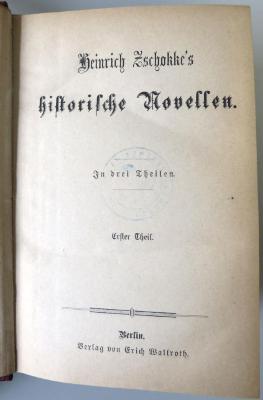 Heinrich Zschokke's
historische Novellen.
In drei Theilen.
Erster Theil.
Berlin.
Verlag von Erich Wallroth.